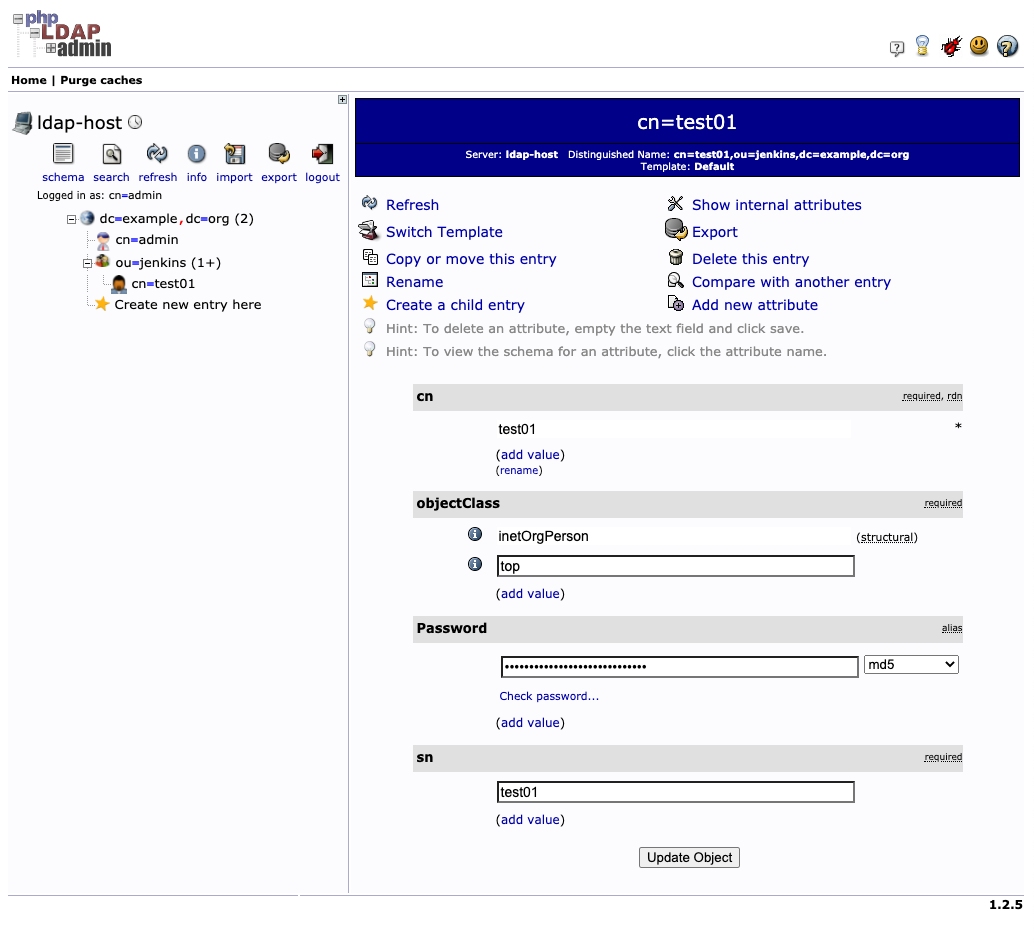 php
LDAP
admin
Home | Purge caches
ldap-host
schema search refresh info import export logout
Logged in as: cn=admin
dc=example,dc=org (2)
cn=admin
ou=jenkins (1+)
cn=test01
Create new entry here
cn=test01
Server: ldap-host Distinguished Name: cn=test01,ou=jenkins,dc=example,dc=org
Template: Default
Refresh Show internal attributes
Switch Template Export
Copy or move this entry Delete this entry
Rename Compare with another entry
Create a child entry Add new attribute
Hint: To delete an attribute, empty the text field and click save.
Hint: To view the schema for an attribute, click the attribute name.
cn required, rdn
test01 *
(add value)
(rename)
objectClass required
inetOrgPerson (structural)
top
(add value)
Password alias
••••••••••••••••••••••••••••• md5
Check password...
(add value)
sn required
test01
(add value)
Update Object
1.2.5